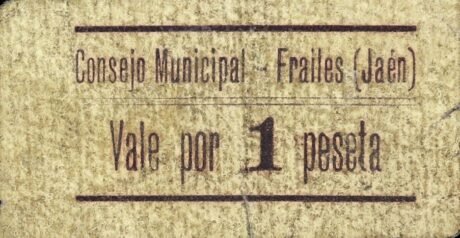 Consejo Municipal - Frailes (Jaén)
Vale por 1 peseta